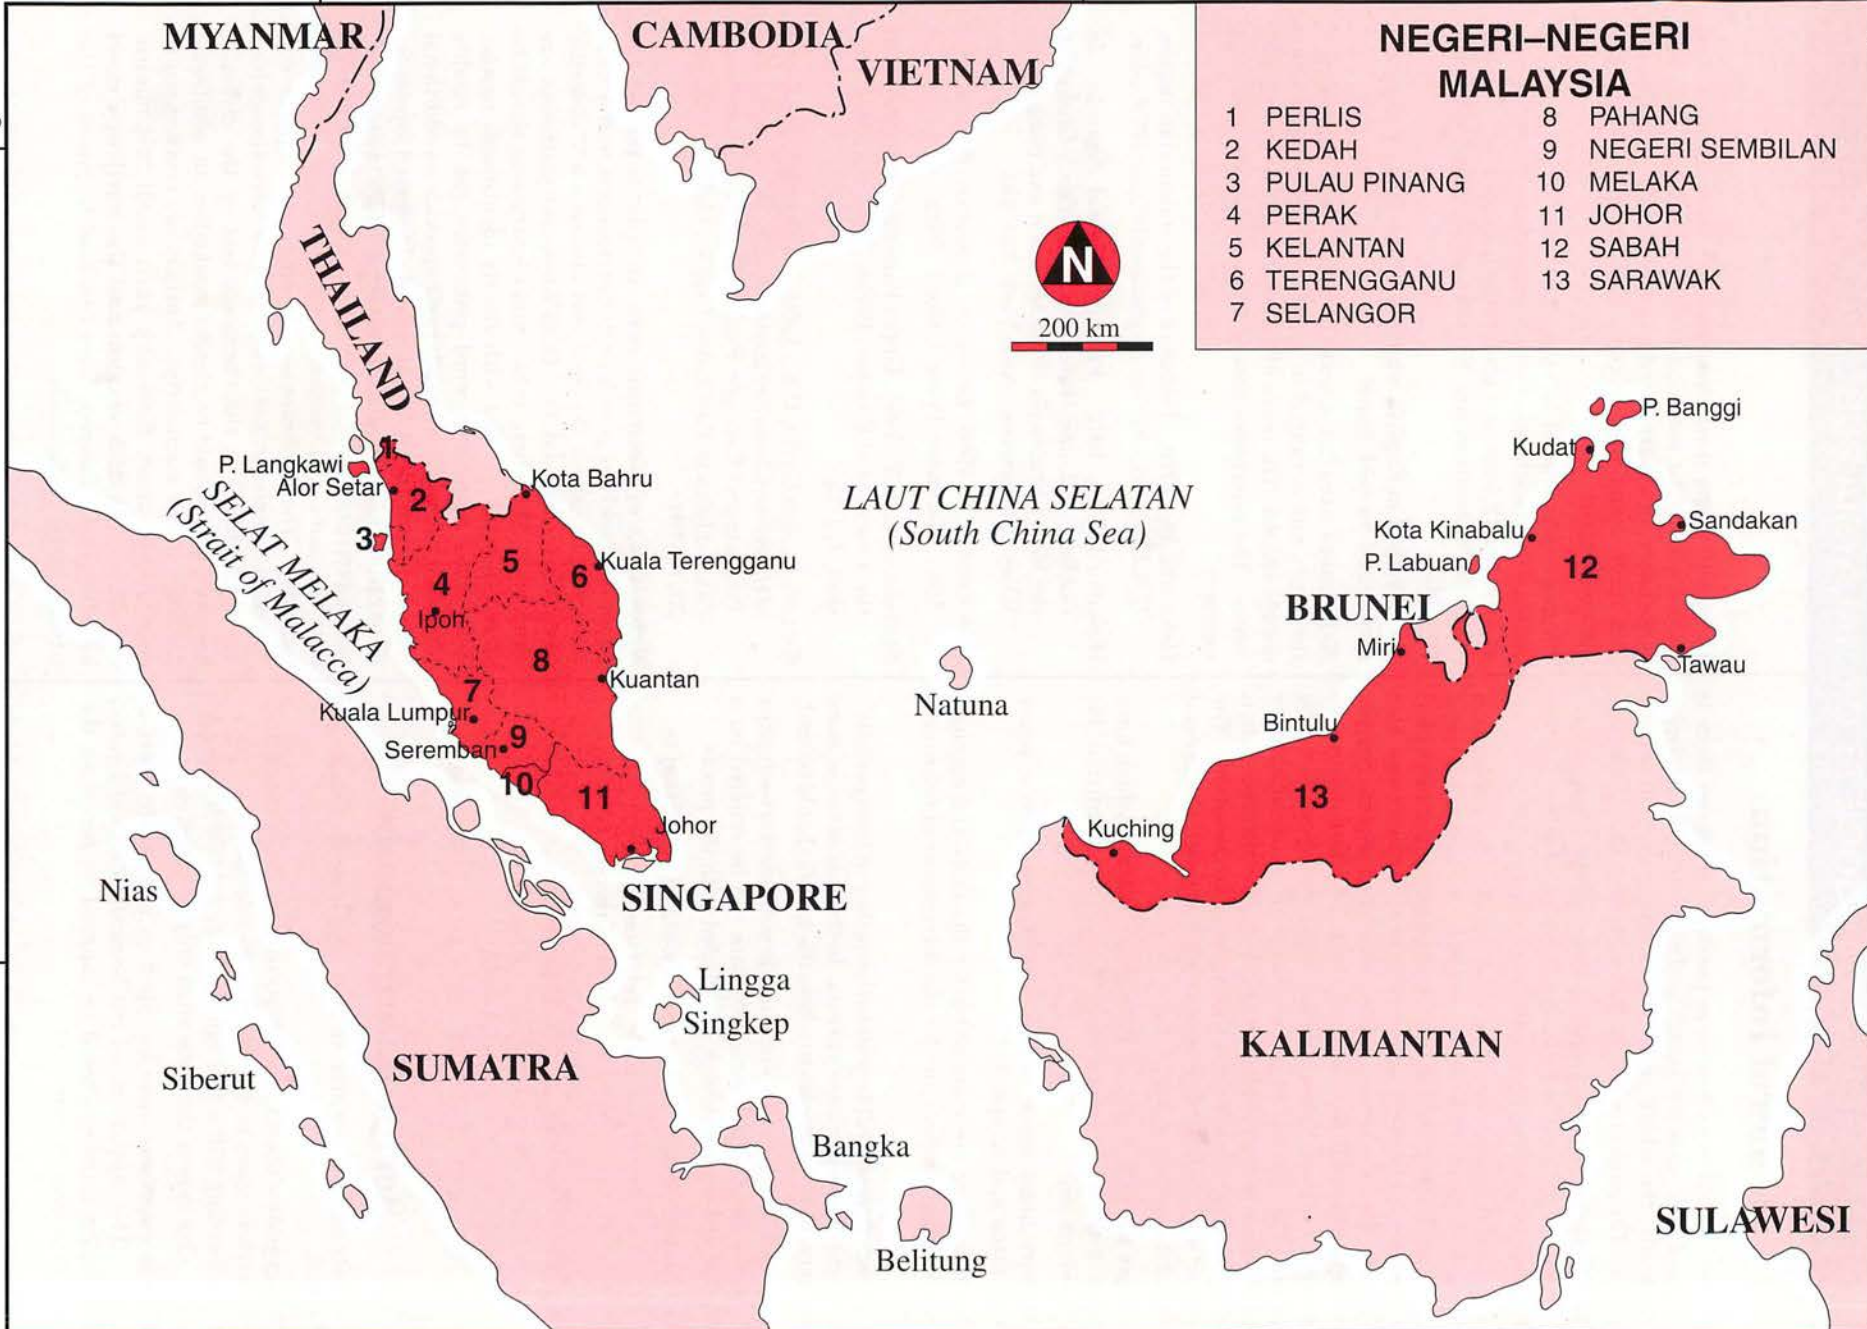 MYANMAR
CAMBODIA
VIETNAM
THAILAND
NEGERI–NEGERI
MALAYSIA
1 PERLIS
2 KEDAH
3 PULAU PINANG
4 PERAK
5 KELANTAN
6 TERENGGANU
7 SELANGOR
8 PAHANG
9 NEGERI SEMBILAN
10 MELAKA
11 JOHOR
12 SABAH
13 SARAWAK
N
200 km
P. Langkawi
Alor Setar
Kota Bahru
Kuala Terengganu
Ipoh
Kuantan
Kuala Lumpur
Seremban
Johor
1
2
3
4
5
6
7
8
9
10
11
SELAT MELAKA
(Strait of Malacca)
LAUT CHINA SELATAN
(South China Sea)
Natuna
SINGAPORE
P. Banggi
Kudat
Sandakan
Kota Kinabalu
P. Labuan
12
BRUNEI
Miri
Tawau
Bintulu
13
Kuching
Nias
Lingga
Singkep
Siberut
SUMATRA
Bangka
Belitung
KALIMANTAN
SULAWESI